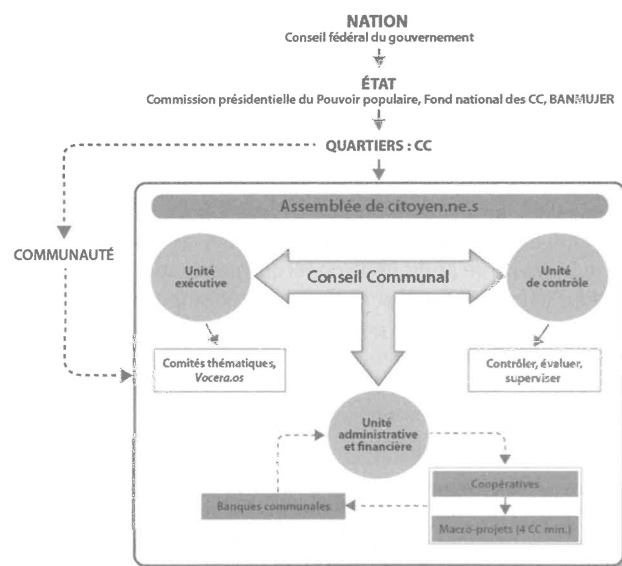 NATION
Conseil fédéral du gouvernement
ÉTAT
Commission présidentielle du Pouvoir populaire, Fond national des CC, BANMUJER
QUARTIERS : CC
Assemblée de citoyen.ne.s
COMMUNAUTÉ
Unité
exécutive
Conseil Communal
Unité
de contrôle
Comités thématiques,
Vocera.os
Contrôler, évaluer,
superviser
Unité
administrative
et financière
Coopératives
Banques communales
Macro-projets (4 CC min.)